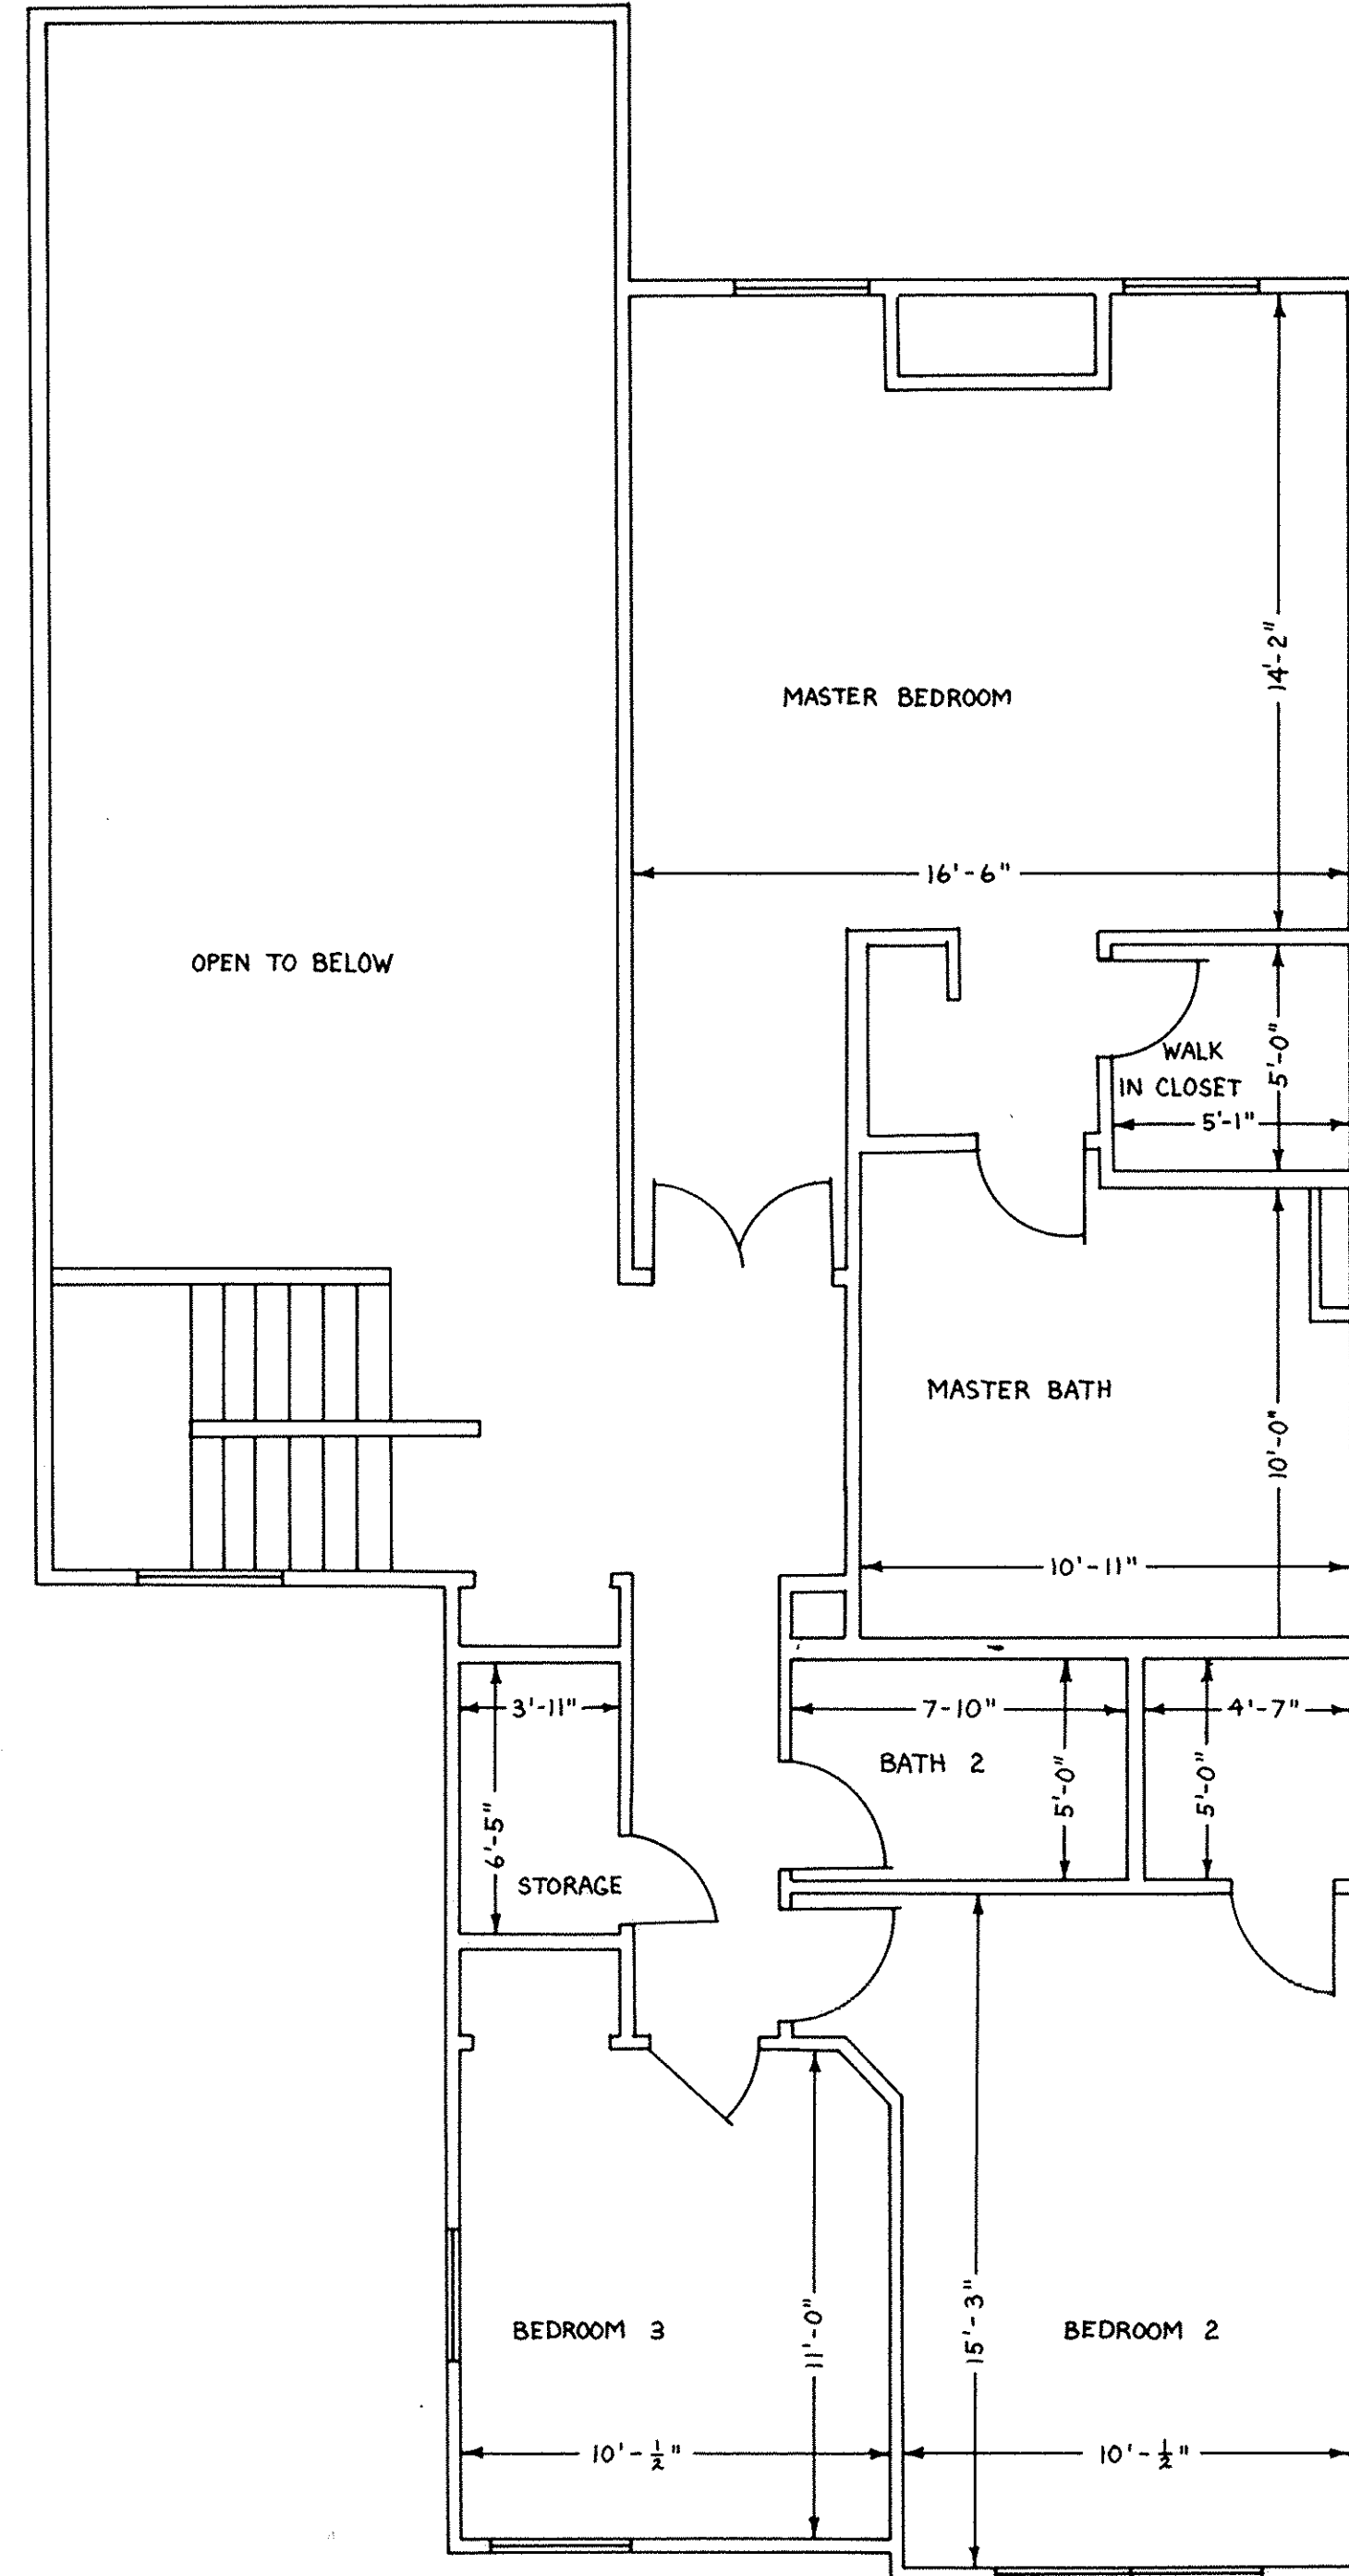 14'-2"
MASTER BEDROOM
16'-6"
OPEN TO BELOW
WALK
IN CLOSET
5'-0"
5'-1"
MASTER BATH
10'-0"
10'-11"
3'-11"
7-10"
4'-7"
BATH 2
5'-0"
5'-0"
6'-5"
STORAGE
BEDROOM 3
11'-0"
15'-3"
BEDROOM 2
10'-½"
10'-½"